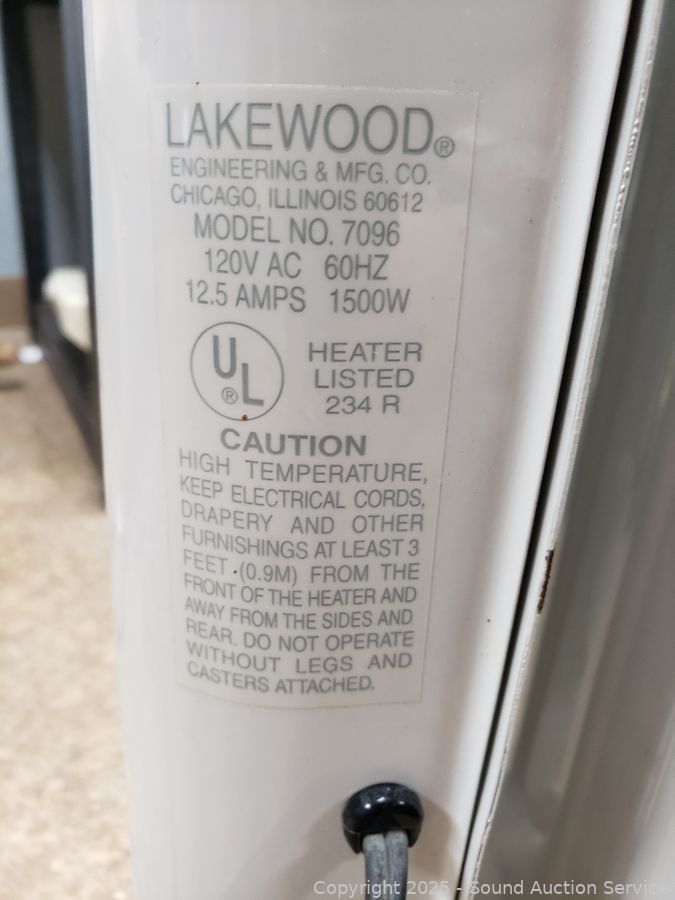 LAKEWOOD®
ENGINEERING & MFG. CO.
CHICAGO, ILLINOIS 60612
MODEL NO. 7096
120V AC 60HZ
12.5 AMPS 1500W
UL®
HEATER
LISTED
234 R
CAUTION
HIGH TEMPERATURE,
KEEP ELECTRICAL CORDS,
DRAPERY AND OTHER
FURNISHINGS AT LEAST 3
FEET (0.9M) FROM THE
FRONT OF THE HEATER AND
AWAY FROM THE SIDES AND
REAR. DO NOT OPERATE
WITHOUT LEGS AND
CASTERS ATTACHED.
Copyright 2025 - Sound Auction Service